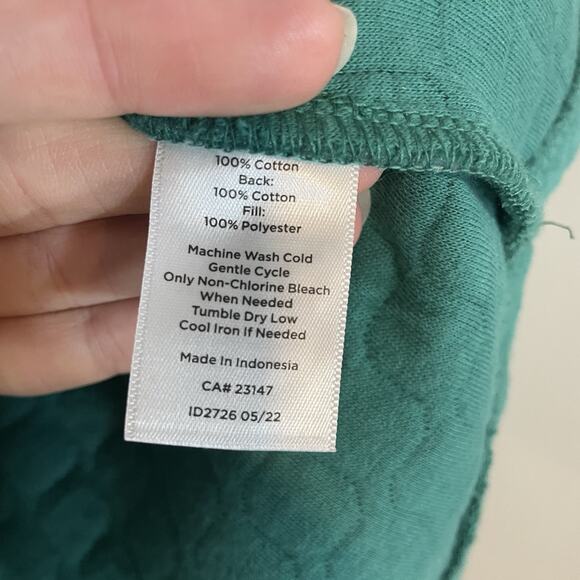 100% Cotton
Back:
100% Cotton
Fill:
100% Polyester
Machine Wash Cold
Gentle Cycle
Only Non-Chlorine Bleach
When Needed
Tumble Dry Low
Cool Iron If Needed
Made In Indonesia
CA# 23147
ID2726 05/22